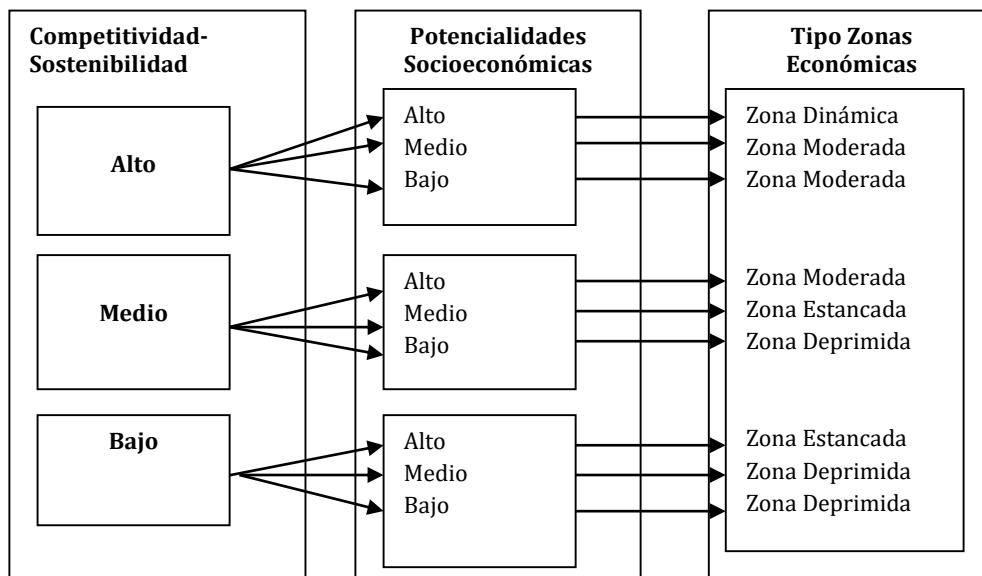 Competitividad-
Sostenibilidad
Potencialidades
Socioeconómicas
Tipo Zonas
Económicas
Alto
Alto
Medio
Bajo
Zona Dinámica
Zona Moderada
Zona Moderada
Medio
Alto
Medio
Bajo
Zona Moderada
Zona Estancada
Zona Deprimida
Bajo
Alto
Medio
Bajo
Zona Estancada
Zona Deprimida
Zona Deprimida